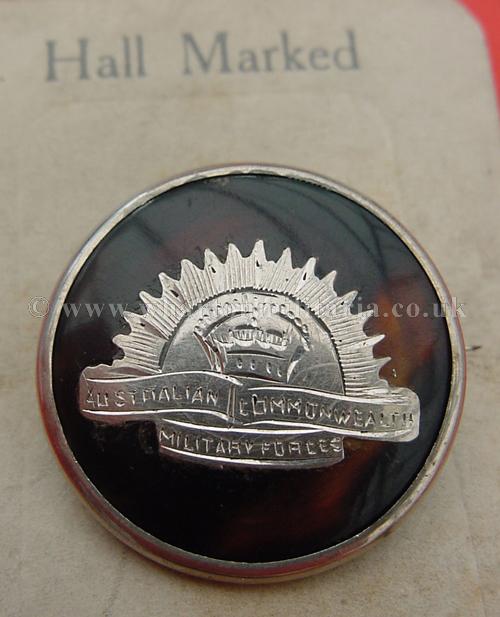 Hall Marked
AUSTRALIAN COMMONWEALTH
MILITARY FORCES